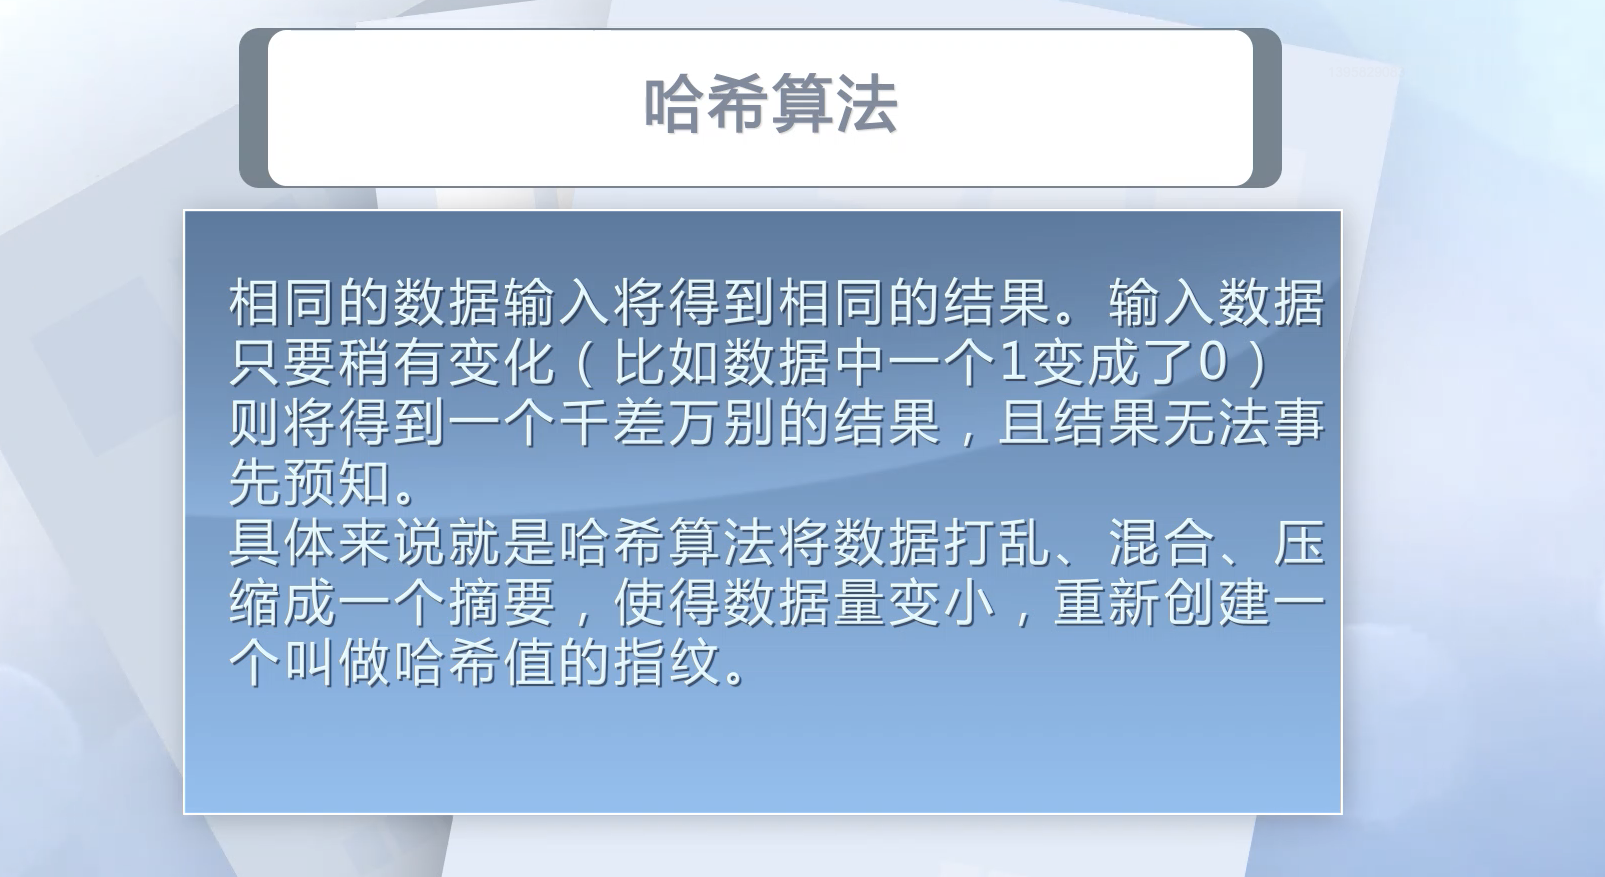 哈希算法
相同的数据输入将得到相同的结果。输入数据
只要稍有变化（比如数据中一个1变成了0）
则将得到一个千差万别的结果，且结果无法事
先预知。
具体来说就是哈希算法将数据打乱、混合、压
缩成一个摘要，使得数据量变小，重新创建一
个叫做哈希值的指纹。